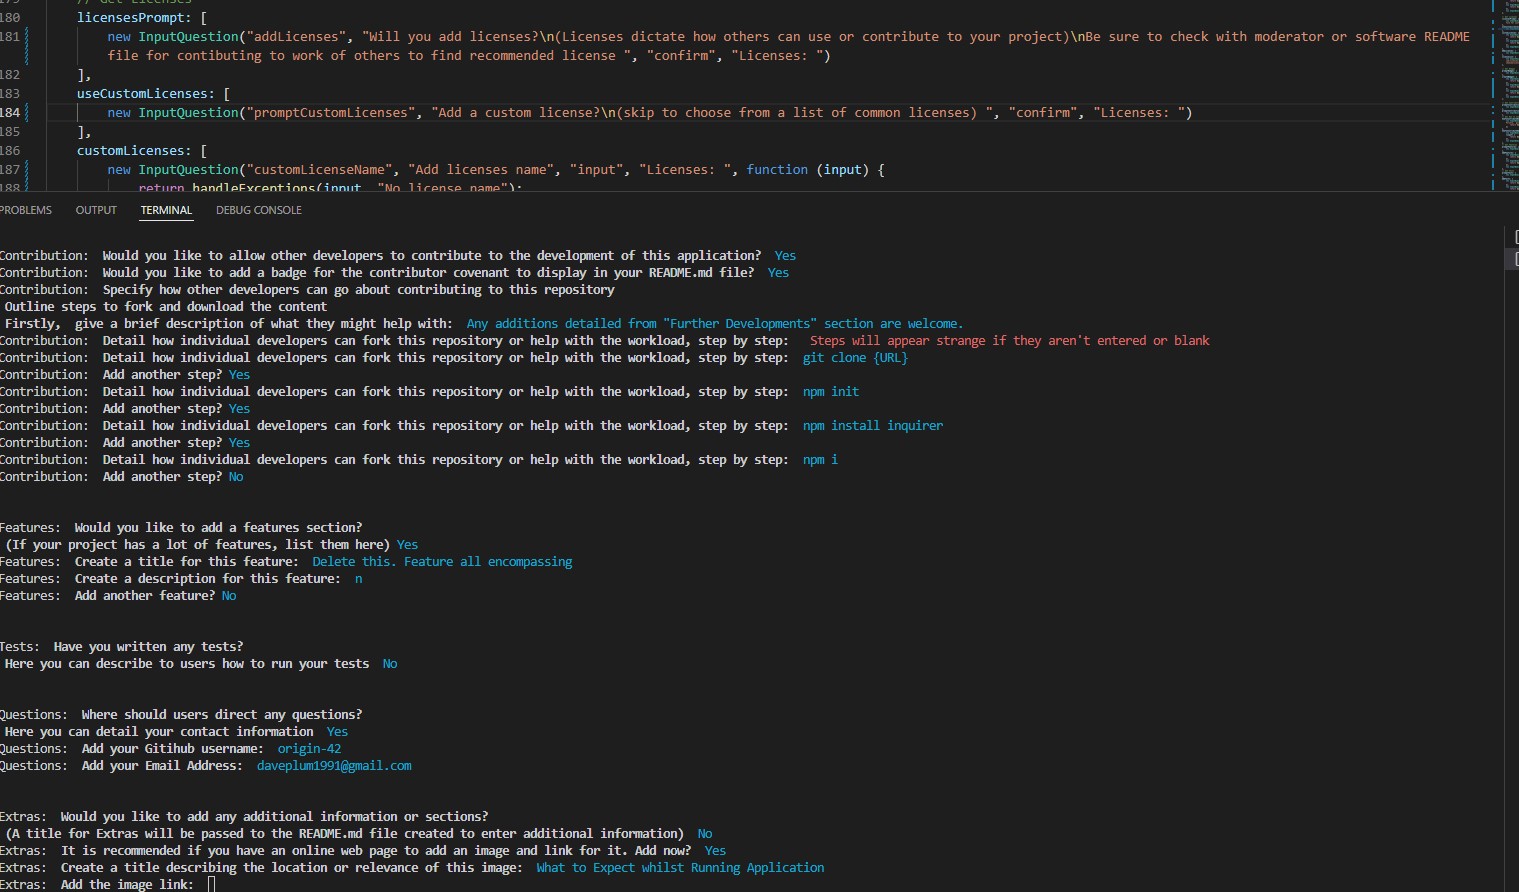 // Get Licenses
180 licensesPrompt: [
181 new InputQuestion("addLicenses", "Will you add licenses?\n(Licenses dictate how others can use or contribute to your project)\nBe sure to check with moderator or software README
file for contibuting to work of others to find recommended license ", "confirm", "Licenses: ")
182 ],
183 useCustomLicenses: [
184 new InputQuestion("promptCustomLicenses", "Add a custom license?\n(skip to choose from a list of common licenses) ", "confirm", "Licenses: ")
185 ],
186 customLicenses: [
187 new InputQuestion("customLicenseName", "Add licenses name", "input", "Licenses: ", function (input) {
188 return handleExceptions(input, "No license name");
PROBLEMS OUTPUT TERMINAL DEBUG CONSOLE
Contribution: Would you like to allow other developers to contribute to the development of this application? Yes
Contribution: Would you like to add a badge for the contributor covenant to display in your README.md file? Yes
Contribution: Specify how other developers can go about contributing to this repository
Outline steps to fork and download the content
Firstly, give a brief description of what they might help with: Any additions detailed from "Further Developments" section are welcome.
Contribution: Detail how individual developers can fork this repository or help with the workload, step by step: Steps will appear strange if they aren't entered or blank
Contribution: Detail how individual developers can fork this repository or help with the workload, step by step: git clone {URL}
Contribution: Add another step? Yes
Contribution: Detail how individual developers can fork this repository or help with the workload, step by step: npm init
Contribution: Add another step? Yes
Contribution: Detail how individual developers can fork this repository or help with the workload, step by step: npm install inquirer
Contribution: Add another step? Yes
Contribution: Detail how individual developers can fork this repository or help with the workload, step by step: npm i
Contribution: Add another step? No
Features: Would you like to add a features section?
(If your project has a lot of features, list them here) Yes
Features: Create a title for this feature: Delete this. Feature all encompassing
Features: Create a description for this feature: n
Features: Add another feature? No
Tests: Have you written any tests?
Here you can describe to users how to run your tests No
Questions: Where should users direct any questions?
Here you can detail your contact information Yes
Questions: Add your Gitihub username: origin-42
Questions: Add your Email Address: daveplum1991@gmail.com
Extras: Would you like to add any additional information or sections?
(A title for Extras will be passed to the README.md file created to enter additional information) No
Extras: It is recommended if you have an online web page to add an image and link for it. Add now? Yes
Extras: Create a title describing the location or relevance of this image: What to Expect whilst Running Application
Extras: Add the image link: